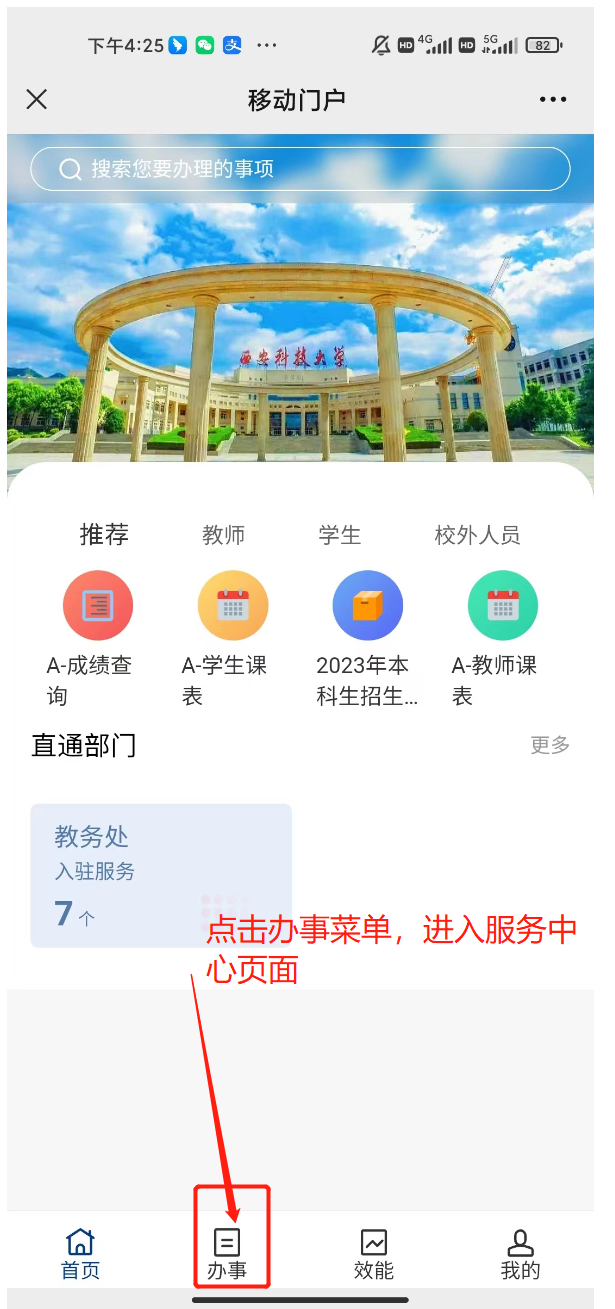 下午4:25 HD 4G HD 5G 82
移动门户
搜索您要办理的事项
西安科技大学
推荐 教师 学生 校外人员
A-成绩查 A-学生课 2023年本 A-教师课
询 表 科生招生... 表
直通部门 更多
教务处
入驻服务
7个
点击办事菜单，进入服务中
心页面
首页 办事 效能 我的